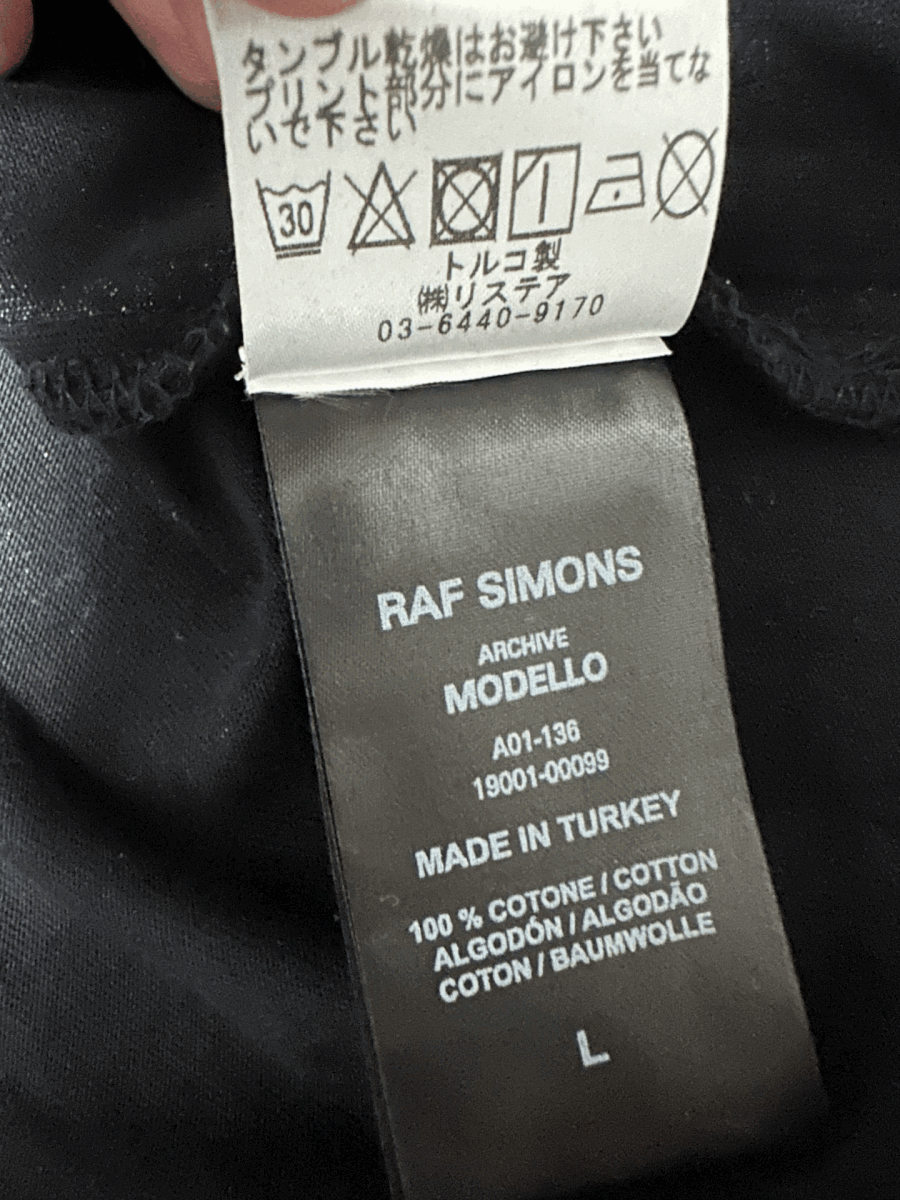 タンブル乾燥はお避け下さい
プリント部分にアイロンを当てな
いで下さい
30
トルコ製
㈱リステア
03-6440-9170
RAF SIMONS
ARCHIVE
MODELLO
A01-136
19001-00099
MADE IN TURKEY
100 % COTONE / COTTON
ALGODÓN / ALGODÃO
COTON / BAUMWOLLE
L